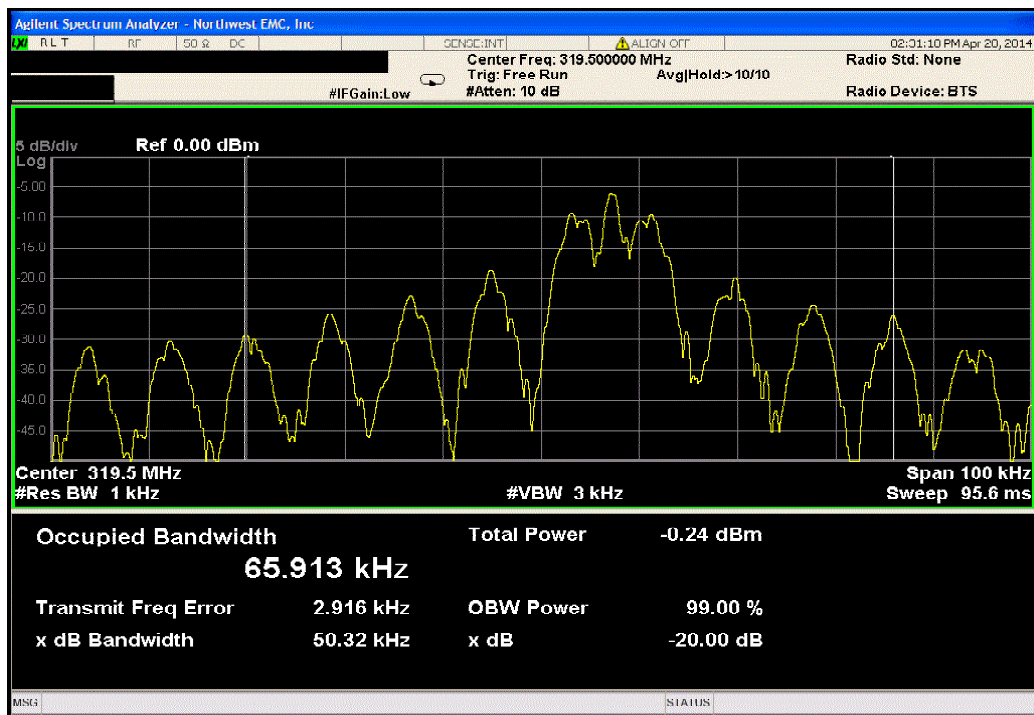 Agilent Spectrum Analyzer - Northwest EMC, Inc
LXI RL T RF 50 Ω DC SENSE:INT ALIGN OFF 02:31:10 PM Apr 20, 2014
Center Freq: 319.500000 MHz Radio Std: None
Trig: Free Run Avg|Hold:>10/10
#IFGain:Low #Atten: 10 dB Radio Device: BTS
5 dB/div Ref 0.00 dBm
Log
-5.00
-10.0
-15.0
-20.0
-25.0
-30.0
-35.0
-40.0
-45.0
Center 319.5 MHz Span 100 kHz
#Res BW 1 kHz #VBW 3 kHz Sweep 95.6 ms
Occupied Bandwidth Total Power -0.24 dBm
65.913 kHz
Transmit Freq Error 2.916 kHz OBW Power 99.00 %
x dB Bandwidth 50.32 kHz x dB -20.00 dB
MSG STATUS